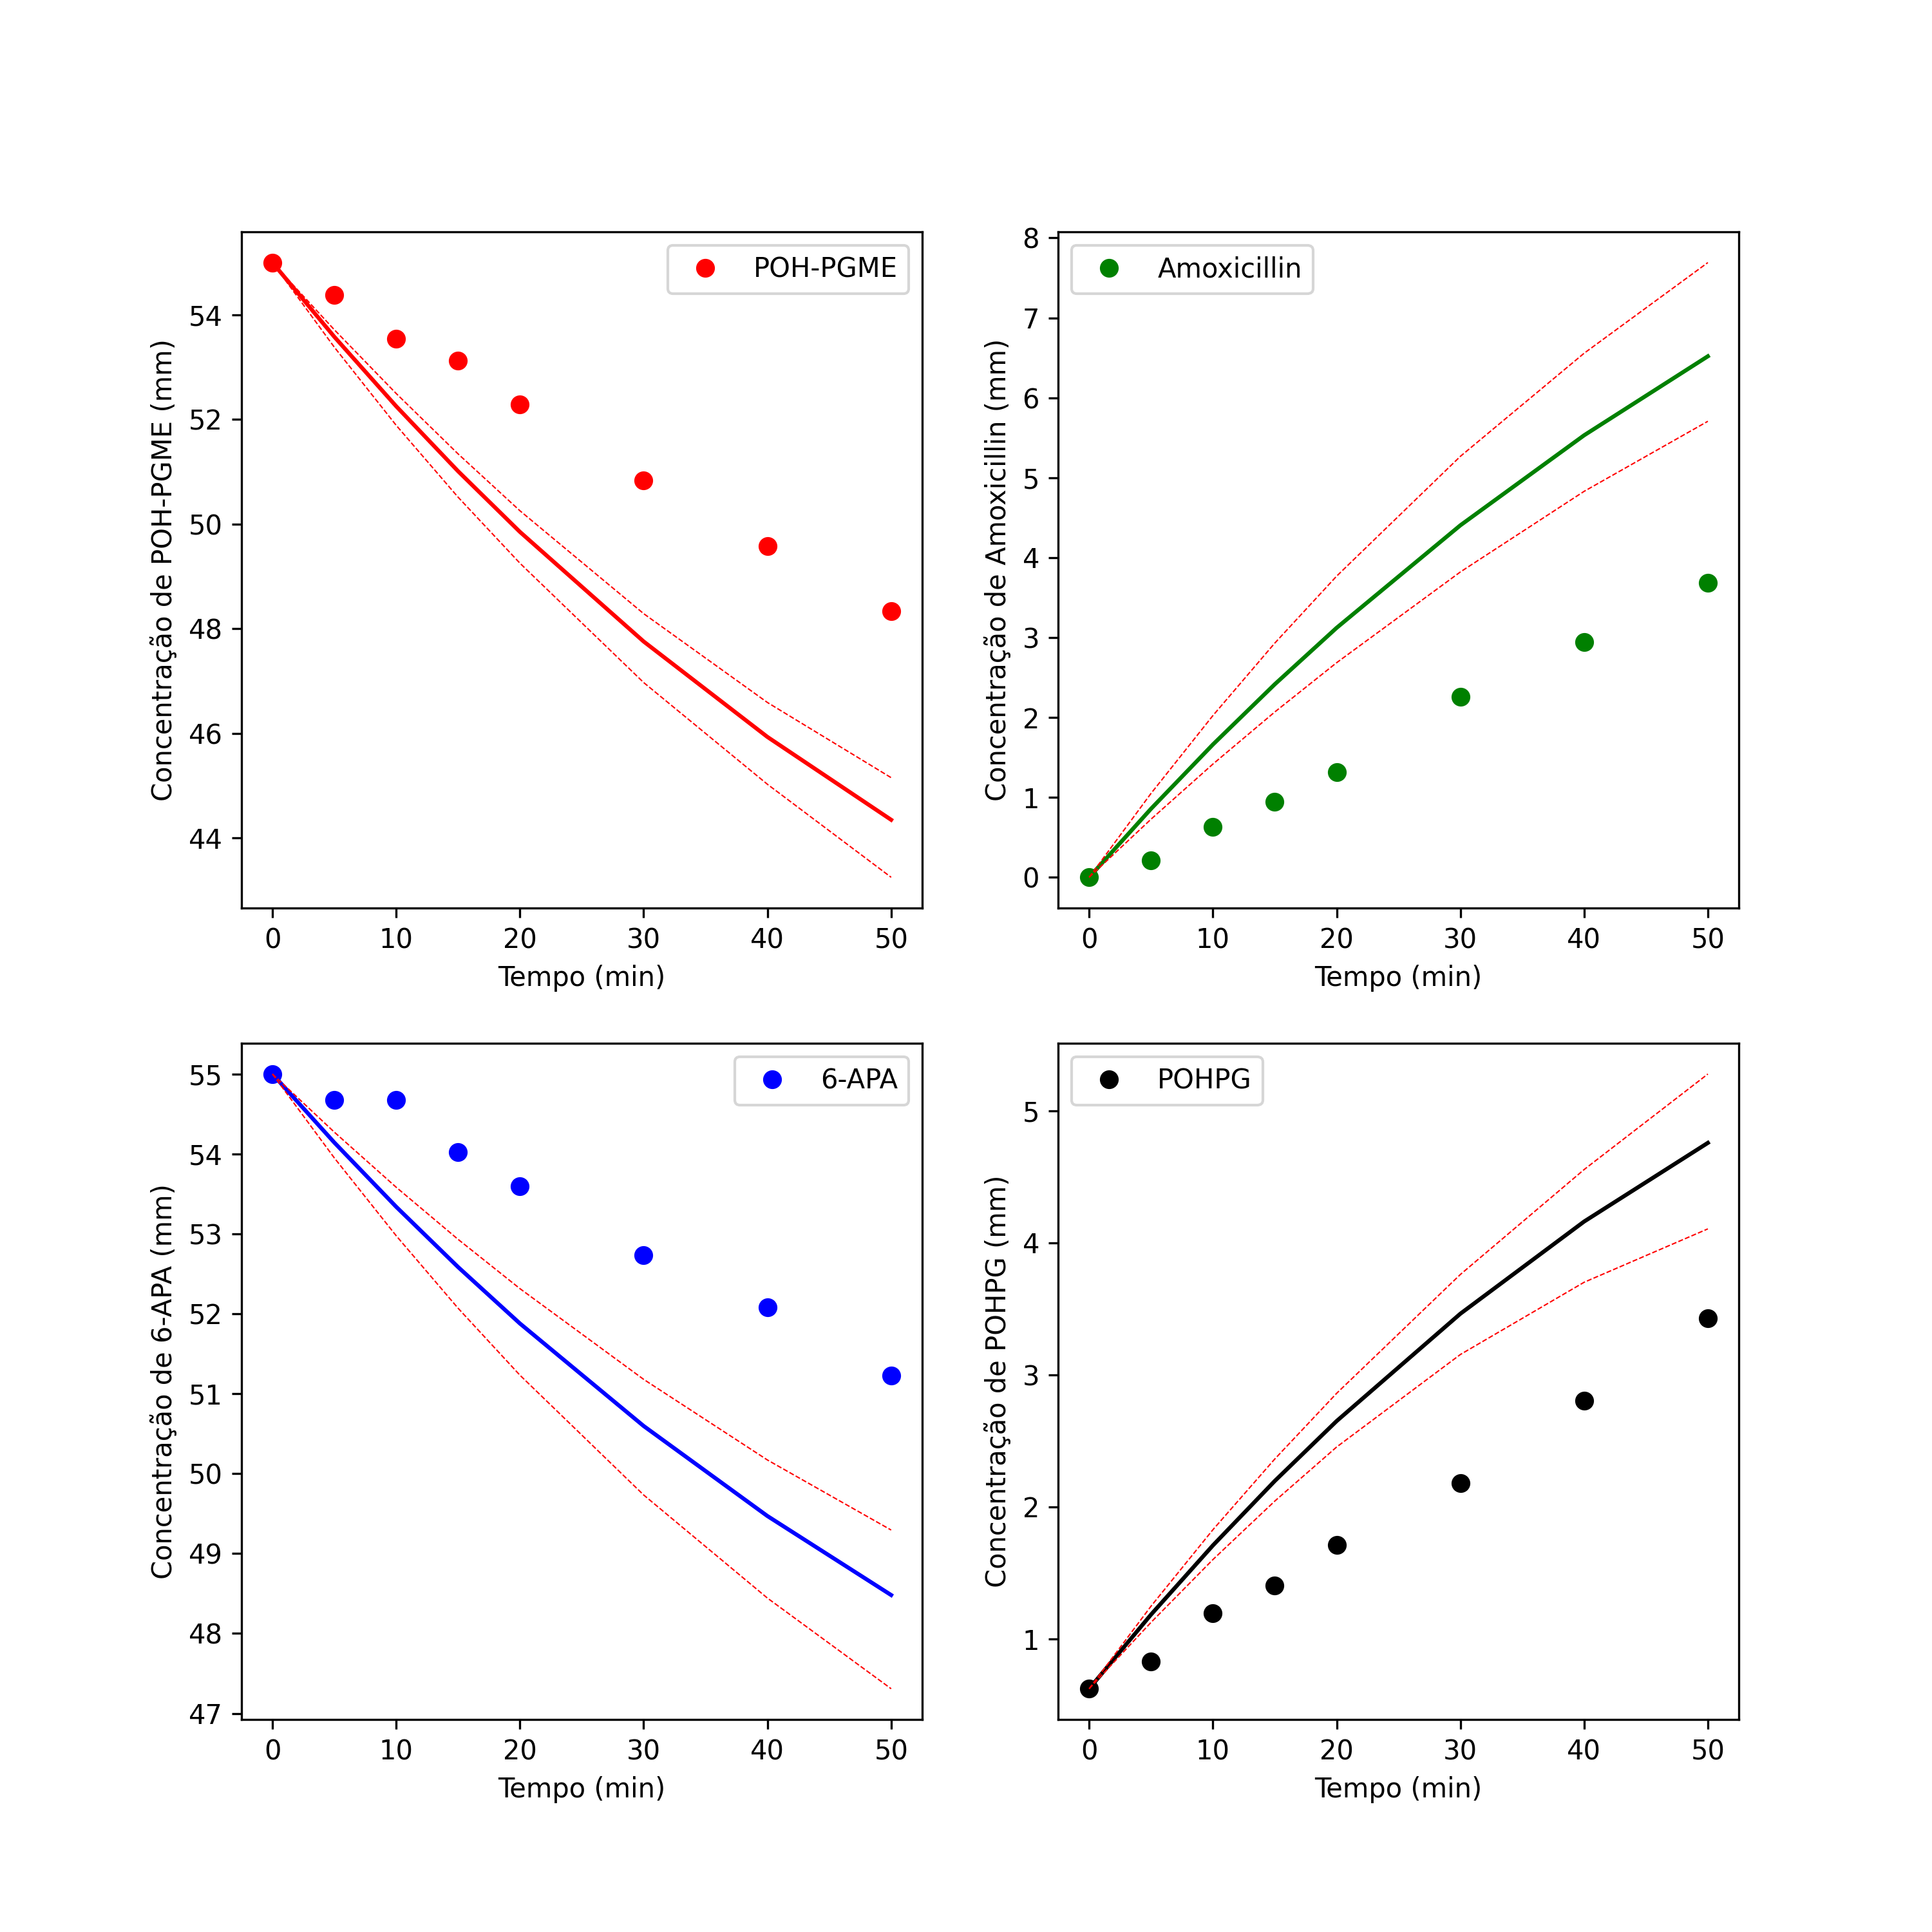 POH-PGME
Concentração de POH-PGME (mm)
54
52
50
48
46
44
0 10 20 30 40 50
Tempo (min)
Amoxicillin
Concentração de Amoxicillin (mm)
8
7
6
5
4
3
2
1
0
0 10 20 30 40 50
Tempo (min)
6-APA
Concentração de 6-APA (mm)
55
54
53
52
51
50
49
48
47
0 10 20 30 40 50
Tempo (min)
POHPG
Concentração de POHPG (mm)
5
4
3
2
1
0 10 20 30 40 50
Tempo (min)